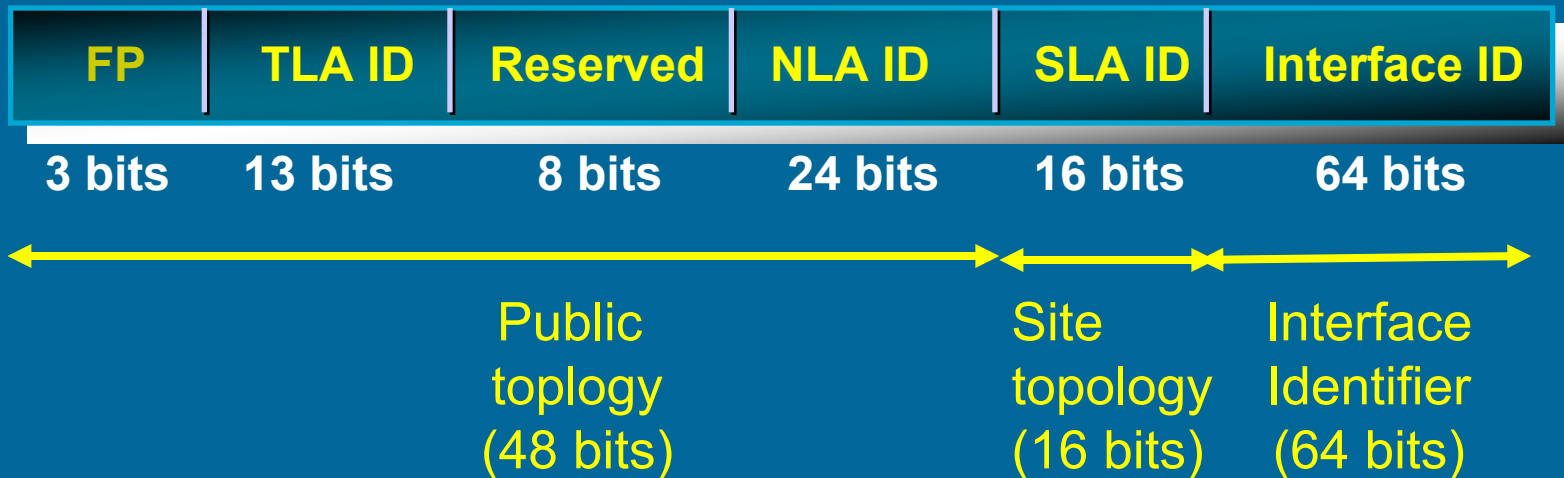 FP TLA ID Reserved NLA ID SLA ID Interface ID
3 bits 13 bits 8 bits 24 bits 16 bits 64 bits
Public
toplogy
(48 bits)
Site
topology
(16 bits)
Interface
Identifier
(64 bits)